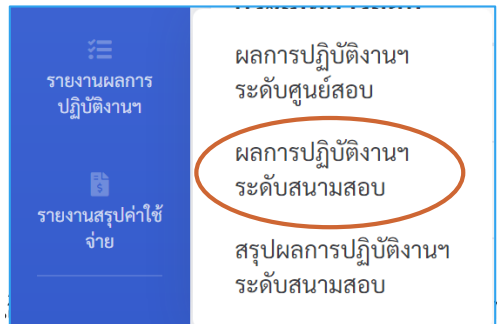 รายงานผลการ
ปฏิบัติงานฯ
รายงานสรุปค่าใช้
จ่าย
ผลการปฏิบัติงานฯ
ระดับศูนย์สอบ
ผลการปฏิบัติงานฯ
ระดับสนามสอบ
สรุปผลการปฏิบัติงานฯ
ระดับสนามสอบ